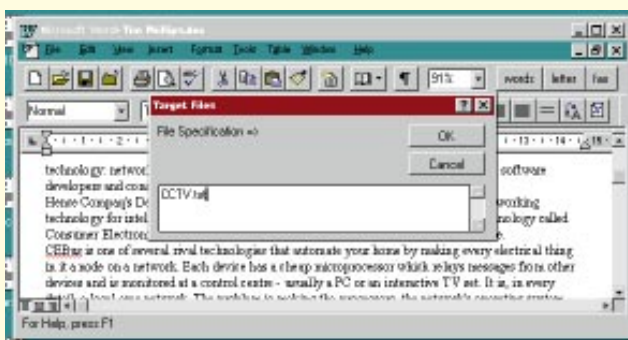 Microsoft Word - Tim Phillips.doc
File Edit View Insert Format Tools Table Window Help
91% words letter fax
Normal
Target Files
File Specification =>
OK
Cancel
CCTV.txt
technology: networ software
developers and con
Hence Compaq's De working
technology for intel nology called
Consumer Electron
CEBus is one of several rival technologies that automate your home by making every electrical thing
in it a node on a network. Each device has a cheap microprocessor which relays messages from other
devices and is monitored at a control centre - usually a PC or an interactive TV set. It is, in every
For Help, press F1